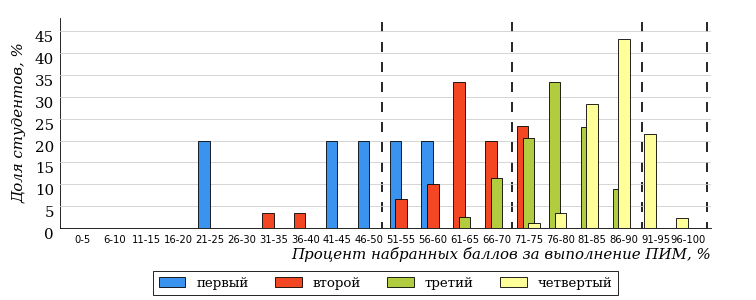 Доля студентов, %
45
40
35
30
25
20
15
10
5
0
0-5 6-10 11-15 16-20 21-25 26-30 31-35 36-40 41-45 46-50 51-55 56-60 61-65 66-70 71-75 76-80 81-85 86-90 91-95 96-100
Процент набранных баллов за выполнение ПИМ, %
первый второй третий четвертый